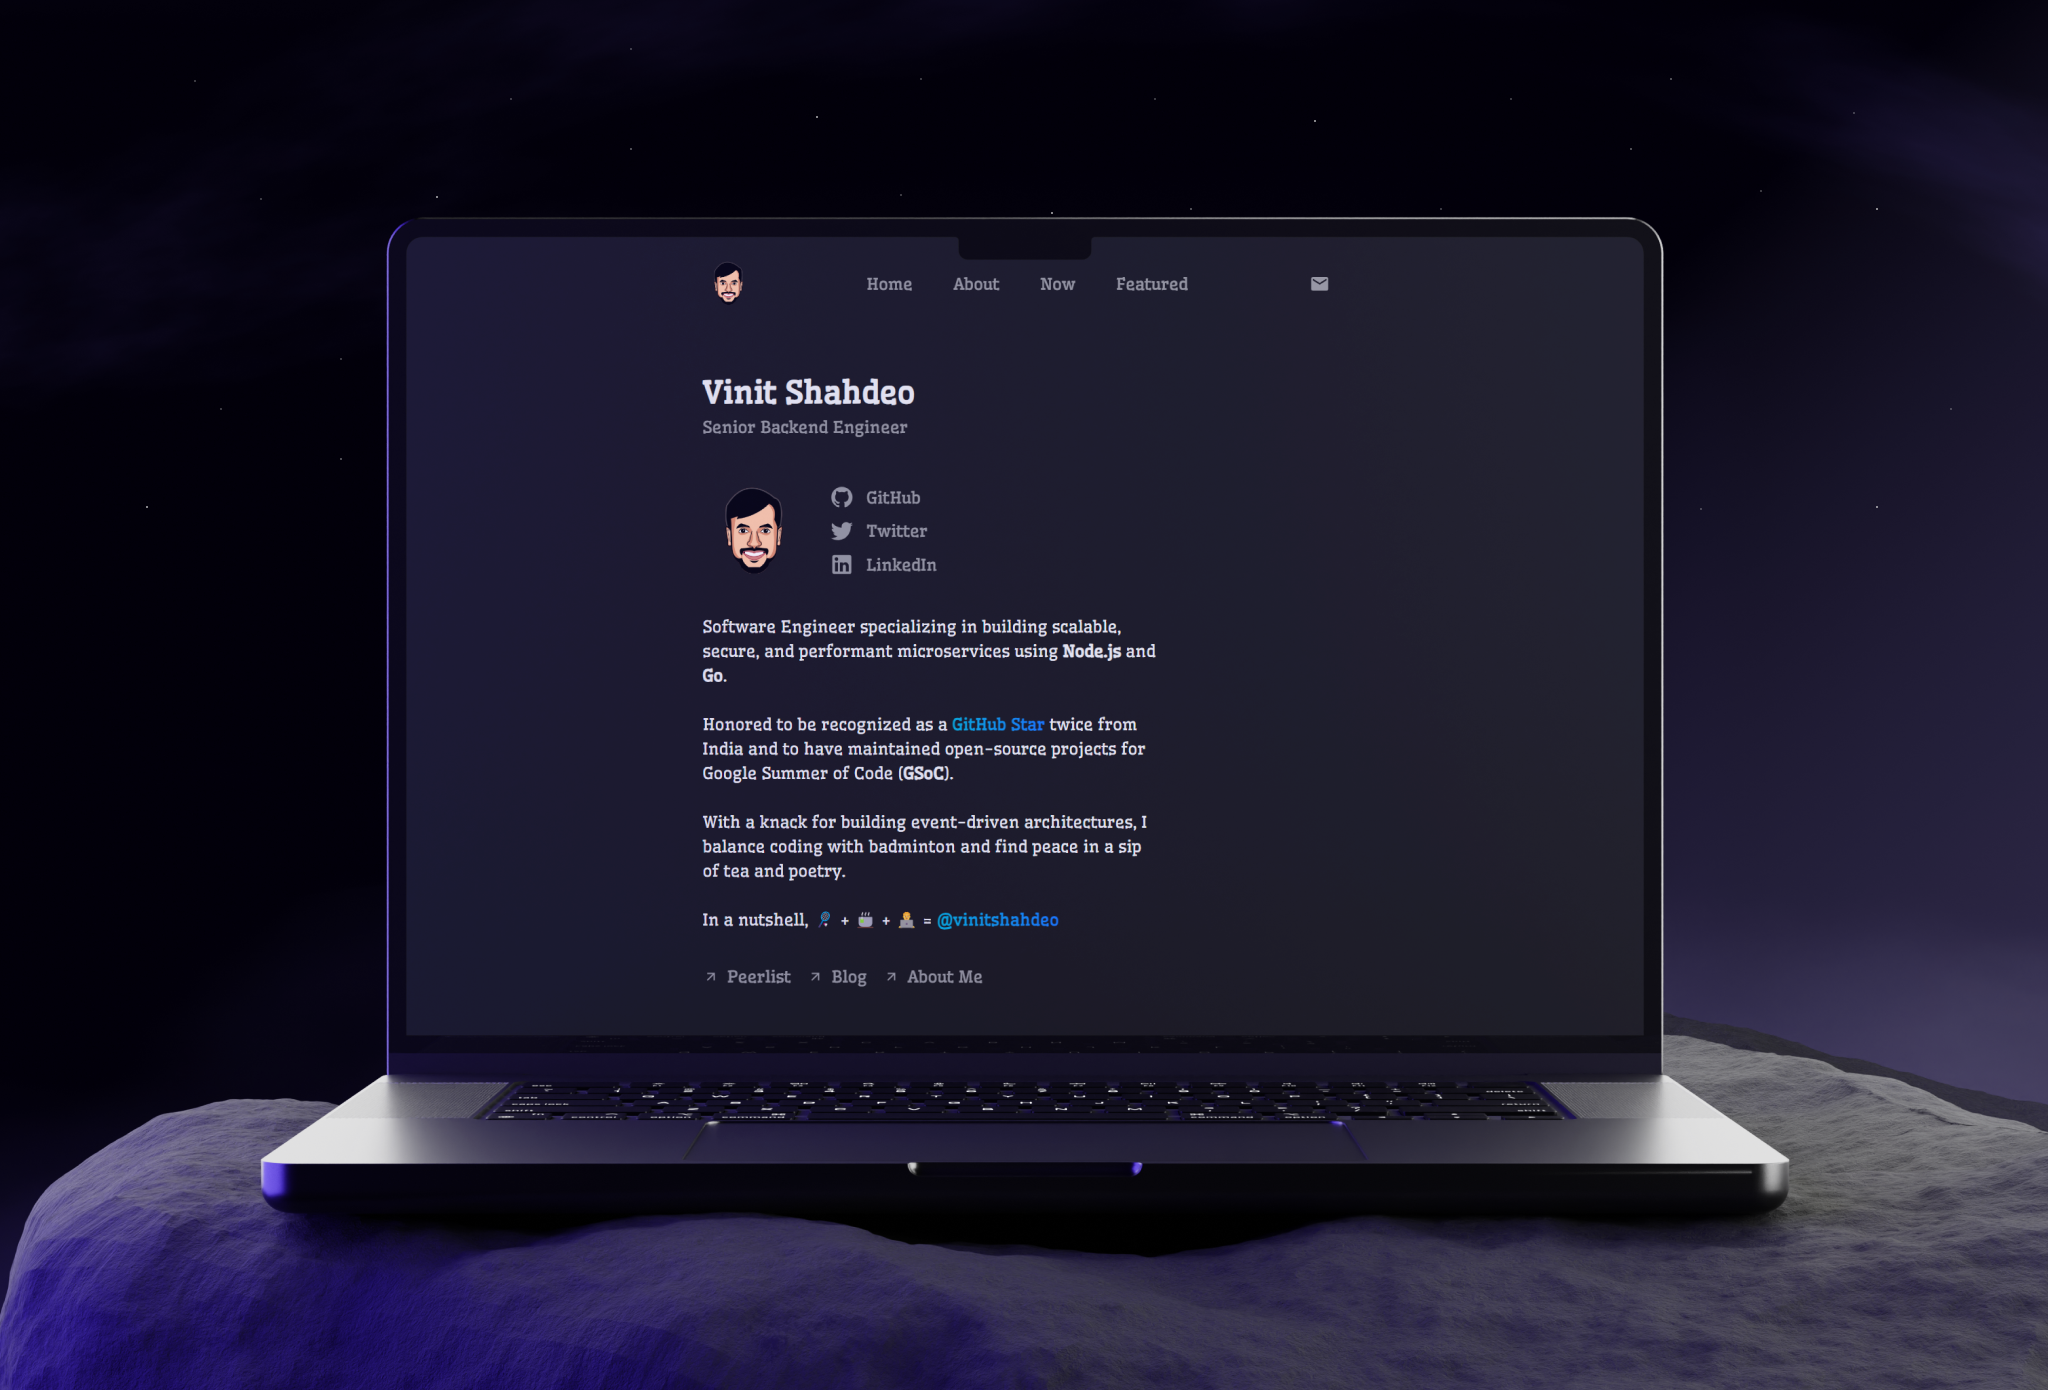 Home About Now Featured
Vinit Shahdeo
Senior Backend Engineer
GitHub
Twitter
LinkedIn
Software Engineer specializing in building scalable,
secure, and performant microservices using Node.js and
Go.
Honored to be recognized as a GitHub Star twice from
India and to have maintained open-source projects for
Google Summer of Code (GSoC).
With a knack for building event-driven architectures, I
balance coding with badminton and find peace in a sip
of tea and poetry.
In a nutshell, 🏸 + ☕ + 🧑‍💻 = @vinitshahdeo
Peerlist Blog About Me